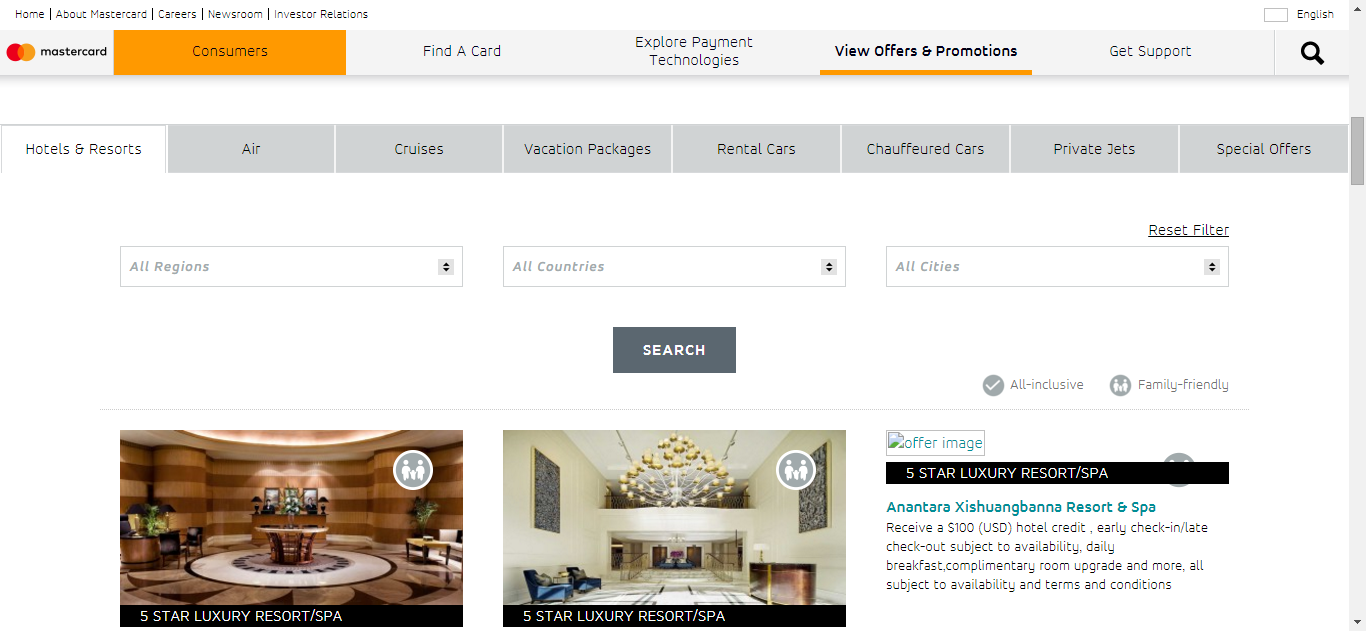 Home | About Mastercard | Careers | Newsroom | Investor Relations
English
mastercard
Consumers
Find A Card
Explore Payment
Technologies
View Offers & Promotions
Get Support
Hotels & Resorts
Air
Cruises
Vacation Packages
Rental Cars
Chauffeured Cars
Private Jets
Special Offers
Reset Filter
All Regions
All Countries
All Cities
SEARCH
All-inclusive
Family-friendly
5 STAR LUXURY RESORT/SPA
5 STAR LUXURY RESORT/SPA
offer image
5 STAR LUXURY RESORT/SPA
Anantara Xishuangbanna Resort & Spa
Receive a $100 (USD) hotel credit , early check-in/late
check-out subject to availability, daily
breakfast,complimentary room upgrade and more, all
subject to availability and terms and conditions